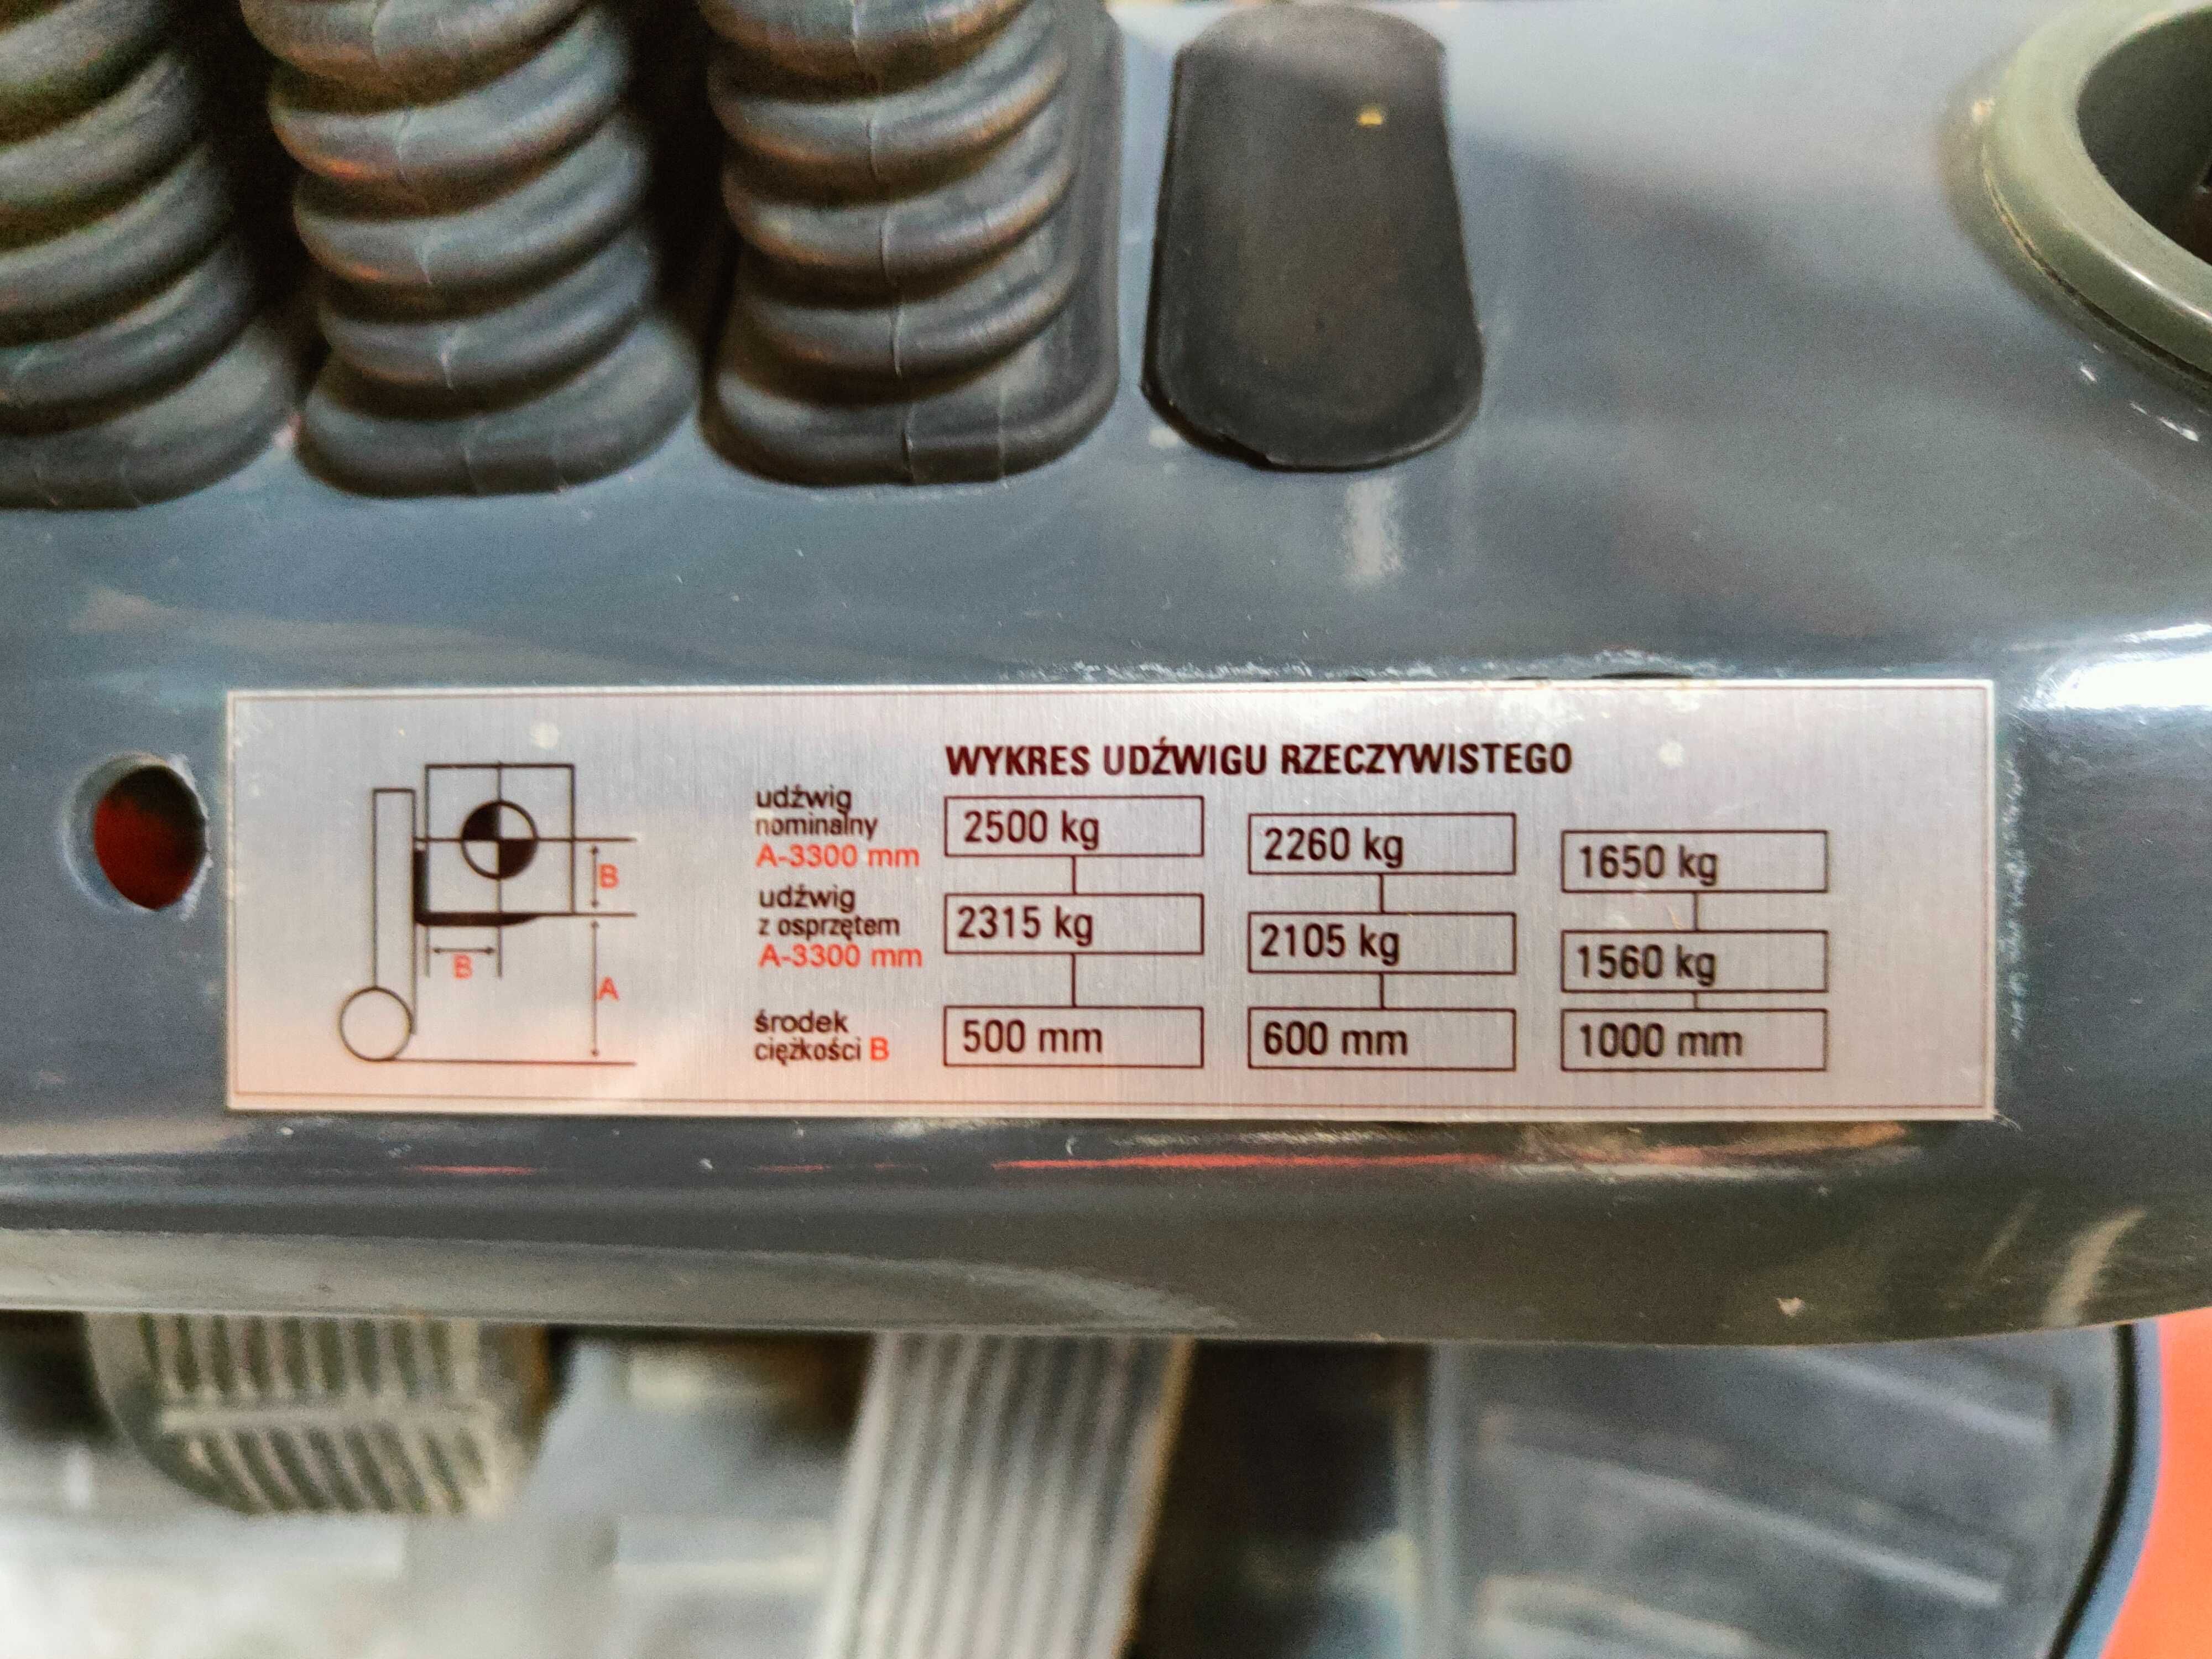 WYKRES UDŹWIGU RZECZYWISTEGO
udźwig
nominalny
A-3300 mm
2500 kg
2260 kg
1650 kg
udźwig
z osprzętem
A-3300 mm
2315 kg
2105 kg
1560 kg
środek
ciężkości B
500 mm
600 mm
1000 mm
B
B
A